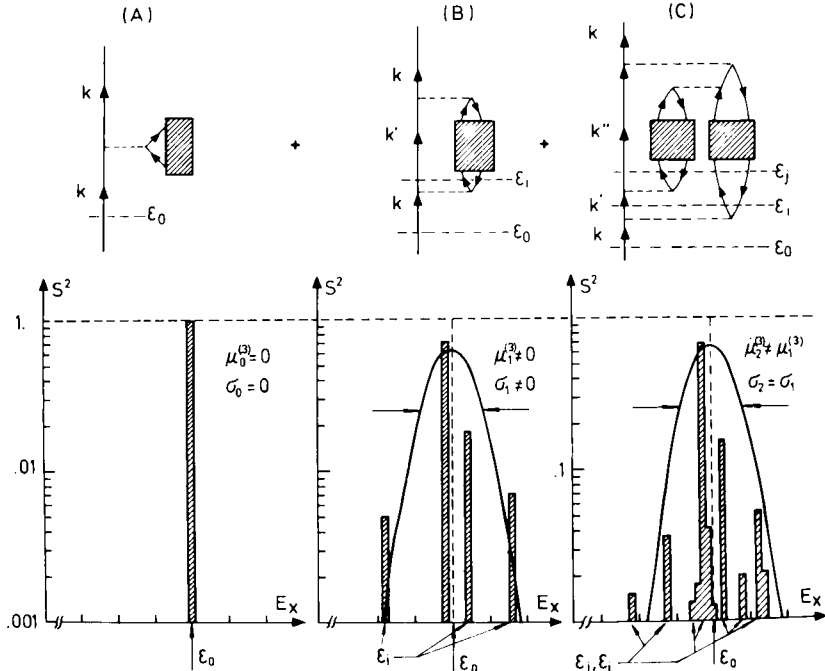 (A)
(B)
(C)
k
k
ε₀
+
k
k'
k
ε₁
ε₀
+
k
k''
k'
k
εⱼ
ε₁
ε₀
S²
1.
.01
.001
μ₀⁽³⁾=0
σ₀ = 0
Eₓ
ε₀
S²
μ₁⁽³⁾≠0
σ₁ ≠ 0
Eₓ
εᵢ
ε₀
S²
.1
μ₂⁽³⁾≠ μ₁⁽³⁾
σ₂ = σ₁
Eₓ
εⱼ,εᵢ
ε₀